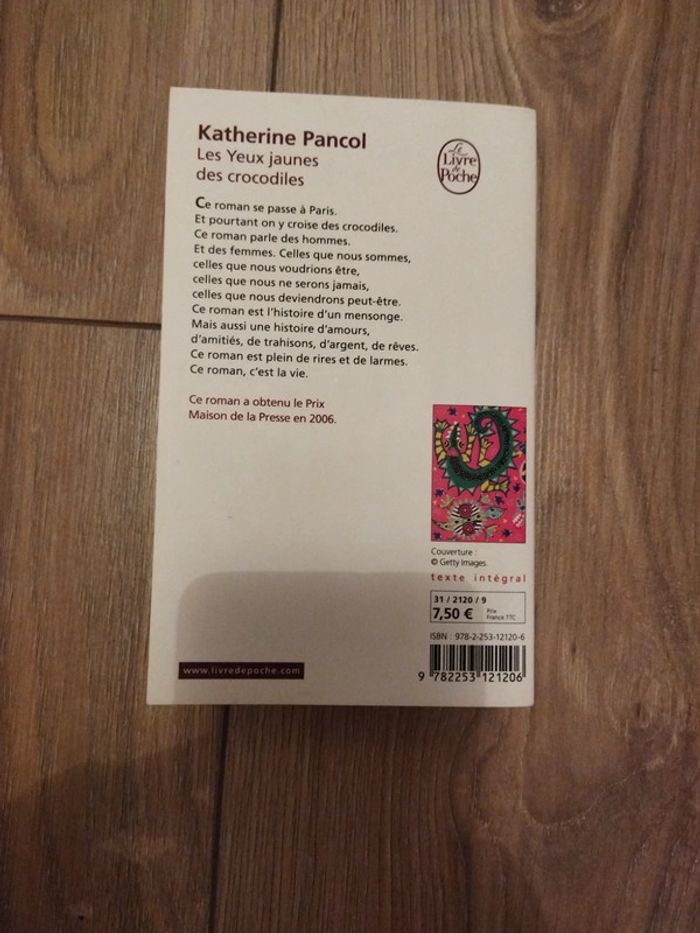 Katherine Pancol
Les Yeux jaunes
des crocodiles
Le
Livre
de
Poche
Ce roman se passe à Paris.
Et pourtant on y croise des crocodiles.
Ce roman parle des hommes.
Et des femmes. Celles que nous sommes,
celles que nous voudrions être,
celles que nous ne serons jamais,
celles que nous deviendrons peut-être.
Ce roman est l'histoire d'un mensonge.
Mais aussi une histoire d'amours,
d'amitiés, de trahisons, d'argent, de rêves.
Ce roman est plein de rires et de larmes.
Ce roman, c'est la vie.
Ce roman a obtenu le Prix
Maison de la Presse en 2006.
Couverture :
© Getty Images.
texte intégral
31 / 2120 / 9
7,50 € Prix
France TTC
ISBN : 978-2-253-12120-6
9 782253 121206
www.livredepoche.com